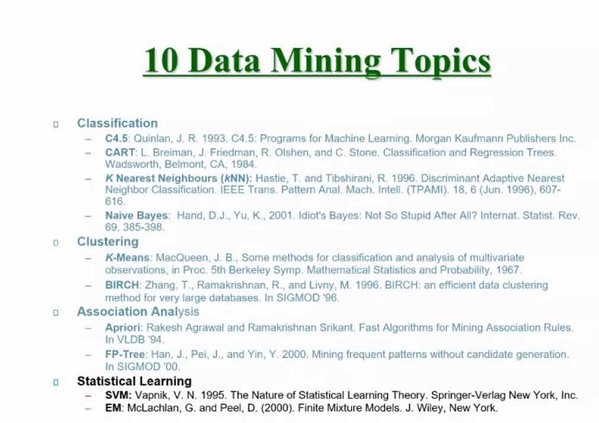 10 Data Mining Topics
Classification
– C4.5: Quinlan, J. R. 1993. C4.5: Programs for Machine Learning. Morgan Kaufmann Publishers Inc.
– CART: L. Breiman, J. Friedman, R. Olshen, and C. Stone. Classification and Regression Trees.
Wadsworth, Belmont, CA, 1984.
– K Nearest Neighbours (kNN): Hastie, T. and Tibshirani, R. 1996. Discriminant Adaptive Nearest
Neighbor Classification. IEEE Trans. Pattern Anal. Mach. Intell. (TPAMI). 18, 6 (Jun. 1996), 607-
616.
– Naive Bayes: Hand, D.J., Yu, K., 2001. Idiot's Bayes: Not So Stupid After All? Internat. Statist. Rev.
69, 385-398.
Clustering
– K-Means: MacQueen, J. B., Some methods for classification and analysis of multivariate
observations, in Proc. 5th Berkeley Symp. Mathematical Statistics and Probability, 1967.
– BIRCH: Zhang, T., Ramakrishnan, R., and Livny, M. 1996. BIRCH: an efficient data clustering
method for very large databases. In SIGMOD '96.
Association Analysis
– Apriori: Rakesh Agrawal and Ramakrishnan Srikant. Fast Algorithms for Mining Association Rules.
In VLDB '94.
– FP-Tree: Han, J., Pei, J., and Yin, Y. 2000. Mining frequent patterns without candidate generation.
In SIGMOD '00.
Statistical Learning
– SVM: Vapnik, V. N. 1995. The Nature of Statistical Learning Theory. Springer-Verlag New York, Inc.
– EM: McLachlan, G. and Peel, D. (2000). Finite Mixture Models. J. Wiley, New York.